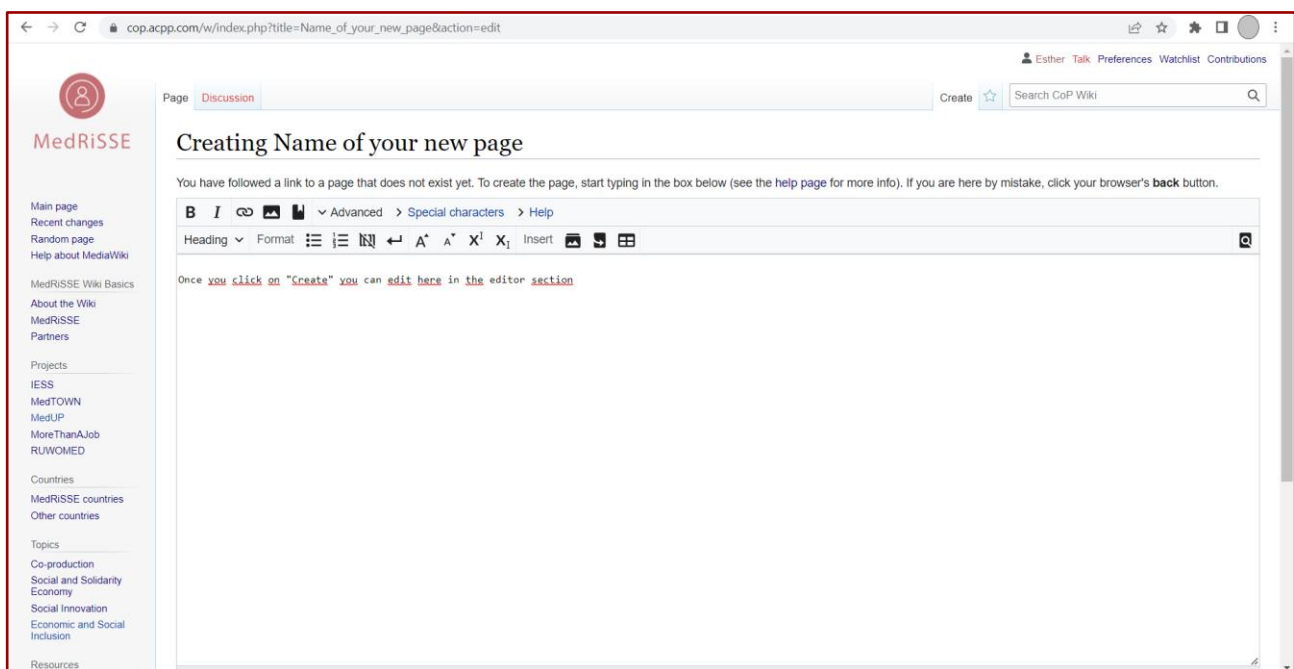 cop.acpp.com/w/index.php?title=Name_of_your_new_page&action=edit
Esther Talk Preferences Watchlist Contributions
Page Discussion
Create
Search CoP Wiki
MedRiSSE
Creating Name of your new page
You have followed a link to a page that does not exist yet. To create the page, start typing in the box below (see the help page for more info). If you are here by mistake, click your browser's back button.
B I Advanced Special characters Help
Heading Format A A X I X I Insert
Once you click on "Create" you can edit here in the editor section
Main page
Recent changes
Random page
Help about MediaWiki
MedRiSSE Wiki Basics
About the Wiki
MedRiSSE
Partners
Projects
IESS
MedTOWN
MedUP
MoreThanAJob
RUWOMED
Countries
MedRiSSE countries
Other countries
Topics
Co-production
Social and Solidarity
Economy
Social Innovation
Economic and Social
Inclusion
Resources